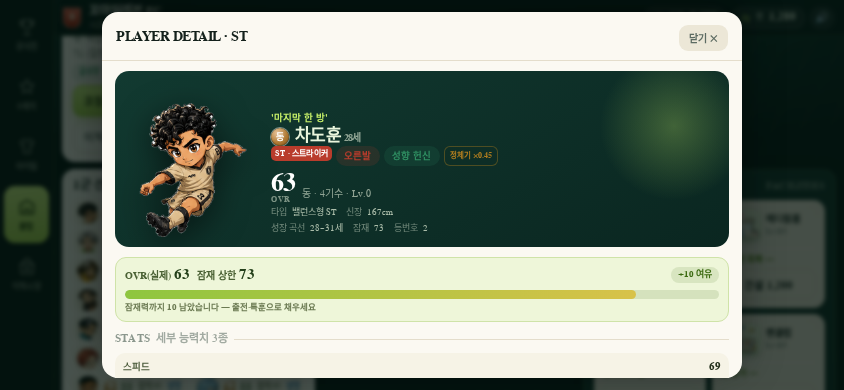 PLAYER DETAIL · ST
닫기 ✕
'마지막 한 방'
동 차도훈 28세
ST · 스트라이커 오른발 성향 헌신 정체기 ×0.45
63 동 · 4기수 · Lv.0
OVR
타입 밸런스형 ST 신장 167cm
성장 곡선 28–31세 잠재 73 등번호 2
OVR(실제) 63 잠재 상한 73 +10 여유
잠재력까지 10 남았습니다 — 출전·특훈으로 채우세요
STATS 세부 능력치 3종
스피드 69